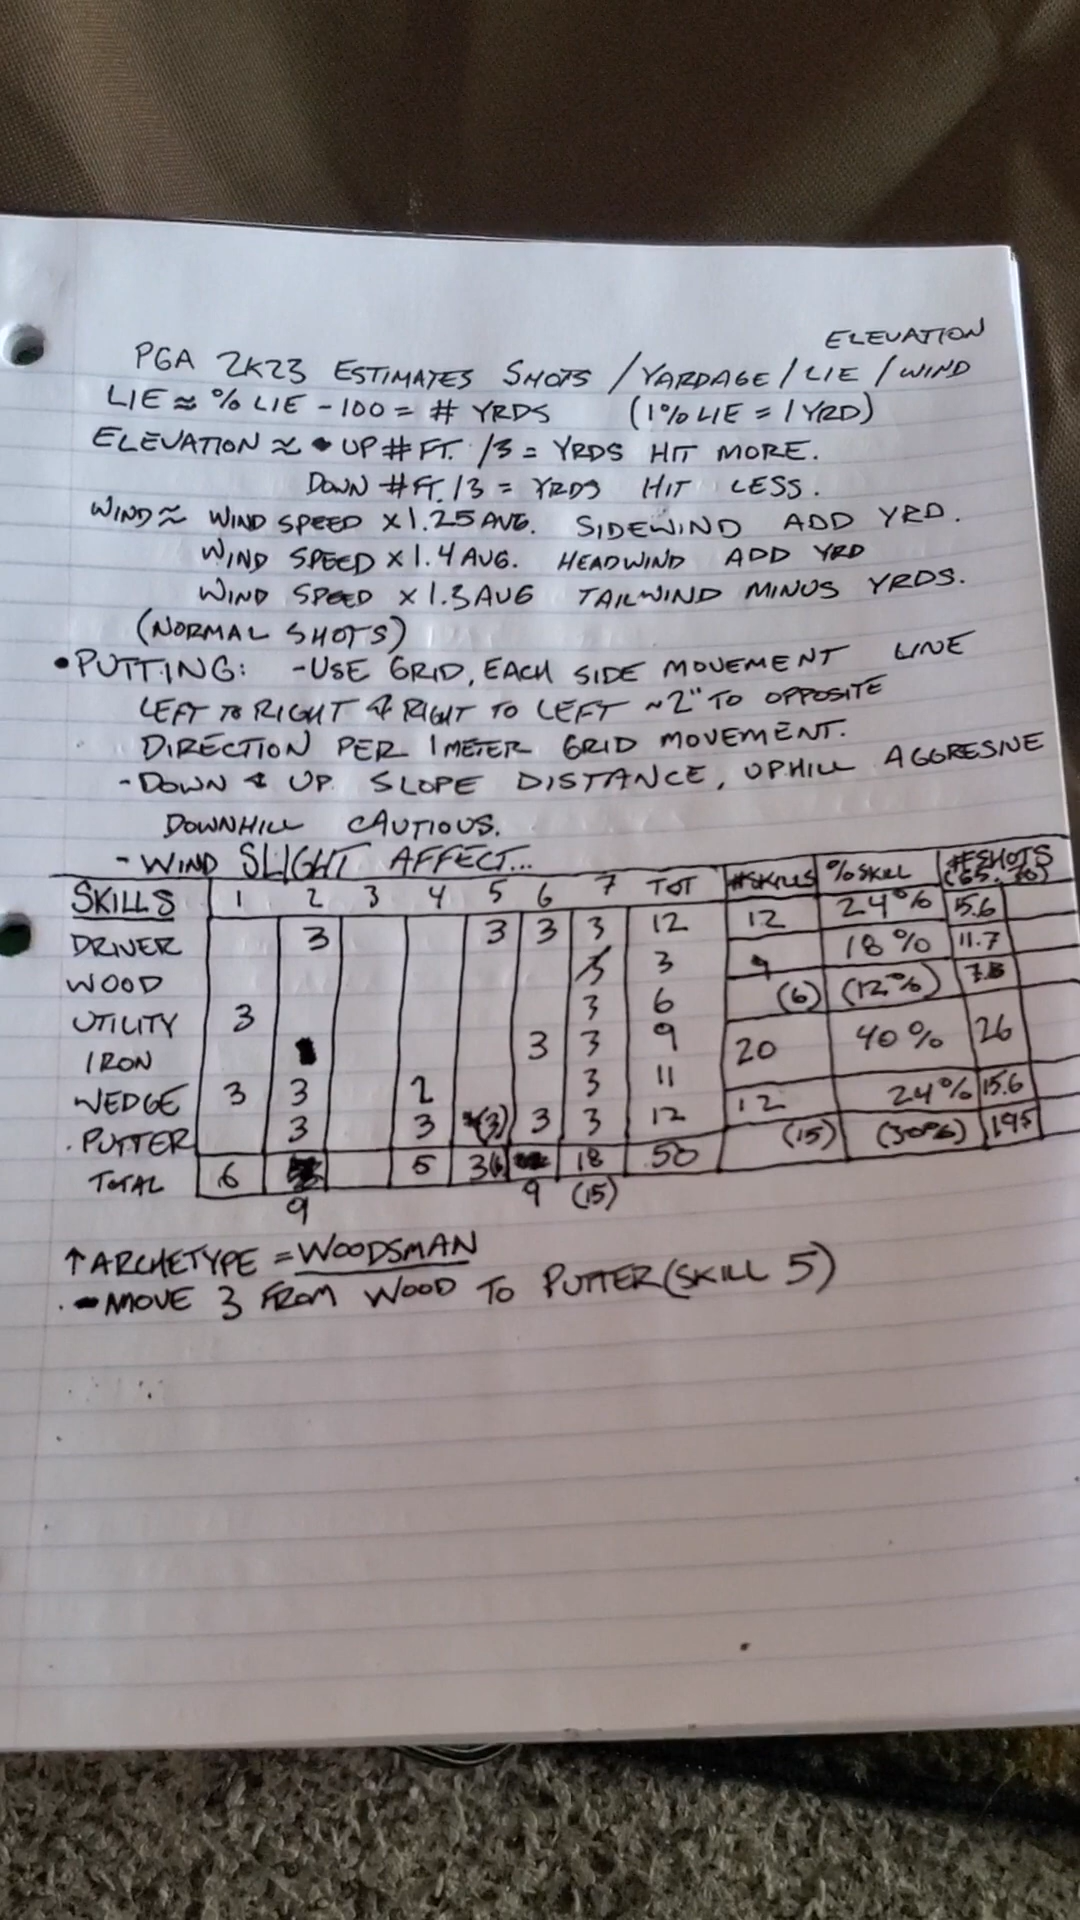 ELEVATION
PGA 2K23 ESTIMATES SHOTS / YARDAGE / LIE / WIND
LIE ≈ % LIE - 100 = # YRDS (1% LIE = 1 YRD)
ELEVATION ≈ UP # FT. /3 = YRDS HIT MORE.
DOWN # FT. /3 = YRDS HIT LESS.
WIND ≈ WIND SPEED X 1.25 AVG. SIDEWIND ADD YRD.
WIND SPEED X 1.4 AVG. HEADWIND ADD YRD
WIND SPEED X 1.3 AVG TAILWIND MINUS YRDS.
(NORMAL SHOTS)
• PUTTING: - USE GRID, EACH SIDE MOVEMENT LINE
LEFT TO RIGHT & RIGHT TO LEFT ~2" TO OPPOSITE
DIRECTION PER 1 METER GRID MOVEMENT.
- DOWN & UP SLOPE DISTANCE, UPHILL AGGRESIVE
DOWNHILL CAUTIOUS.
- WIND SLIGHT AFFECT...
SKILLS 1 2 3 4 5 6 7 TOT #SKILLS % SKILL #SHOTS
DRIVER 3 3 3 3 12 12 24% 15.6
WOOD 3 3 9 18% 11.7
UTILITY 3 3 6 (6) (12%)
IRON 3 3 9 20 40% 26
WEDGE 3 3 2 3 11 12 24% 15.6
PUTTER 3 3 (3) 3 3 12 (15) (30%) 19.5
TOTAL 6 5 18 50
9 9 (15)
↑ ARCHETYPE = WOODSMAN
- MOVE 3 FROM WOOD TO PUTTER (SKILL 5)